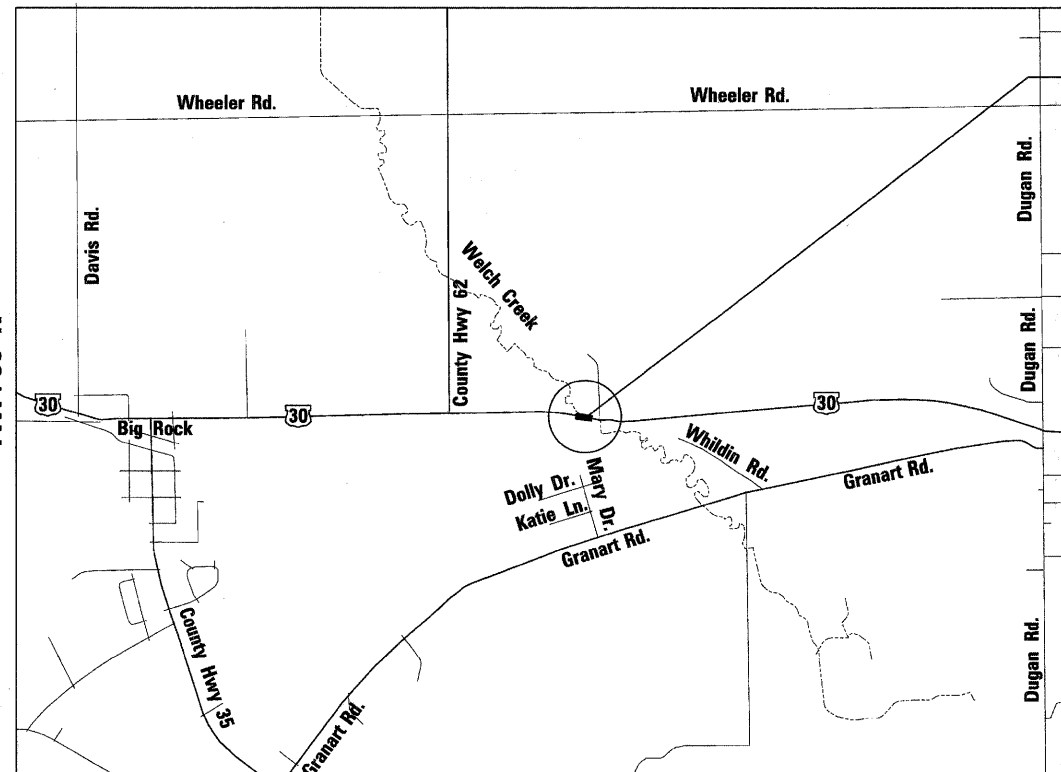 Wheeler Rd.
Wheeler Rd.
Dugan Rd.
Davis Rd.
Welch Creek
County Hwy 62
Dugan Rd.
30
30
30
Big Rock
Whildin Rd.
Mary Dr.
Dolly Dr.
Katie Ln.
Granart Rd.
Granart Rd.
County Hwy 35
Dugan Rd.
Granart Rd.